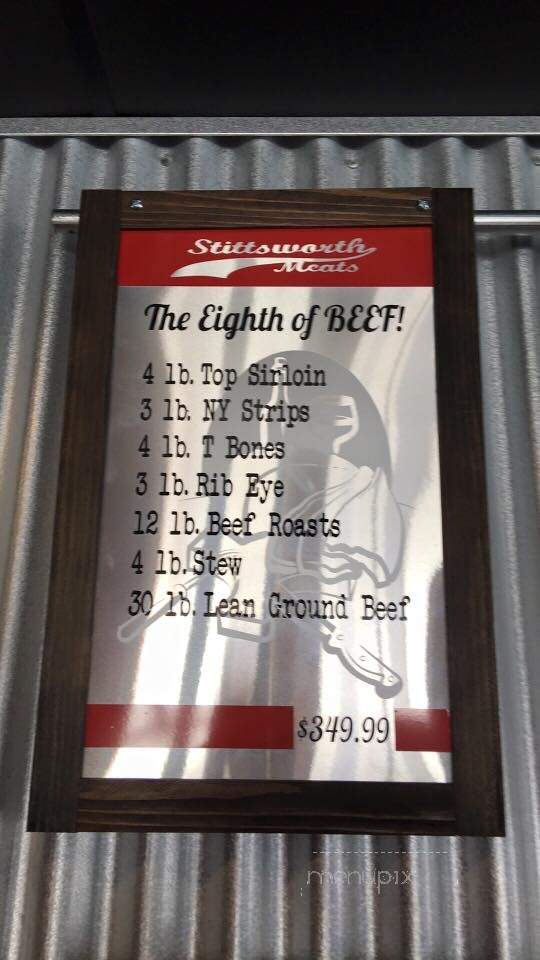 Stittsworth
Meats
The Eighth of BEEF!
4 lb. Top Sirloin
3 lb. NY Strips
4 lb. T Bones
3 lb. Rib Eye
12 lb. Beef Roasts
4 lb. Stew
30 lb. Lean Ground Beef
$349.99
menupix